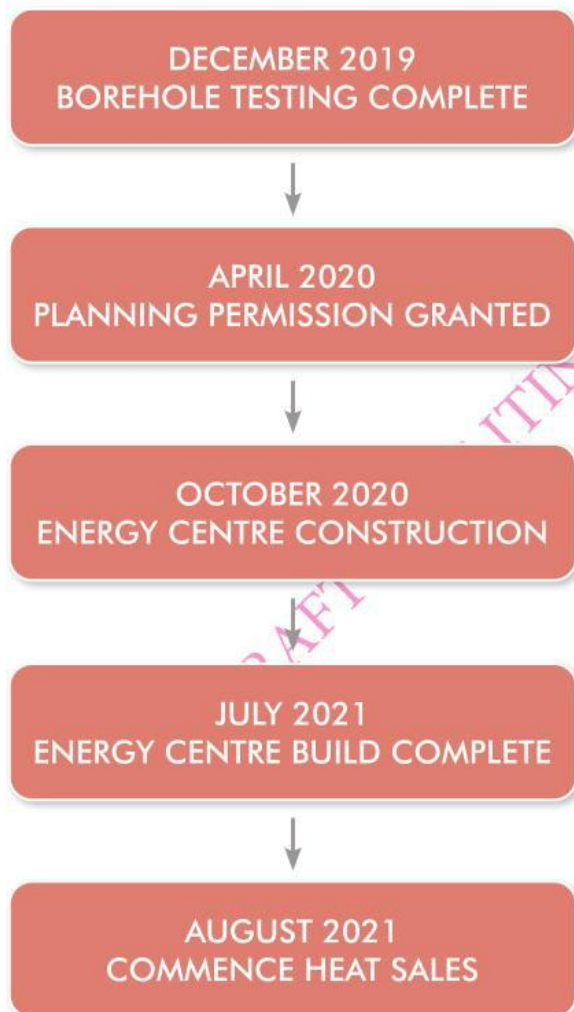 DECEMBER 2019
BOREHOLE TESTING COMPLETE
APRIL 2020
PLANNING PERMISSION GRANTED
OCTOBER 2020
ENERGY CENTRE CONSTRUCTION
JULY 2021
ENERGY CENTRE BUILD COMPLETE
AUGUST 2021
COMMENCE HEAT SALES